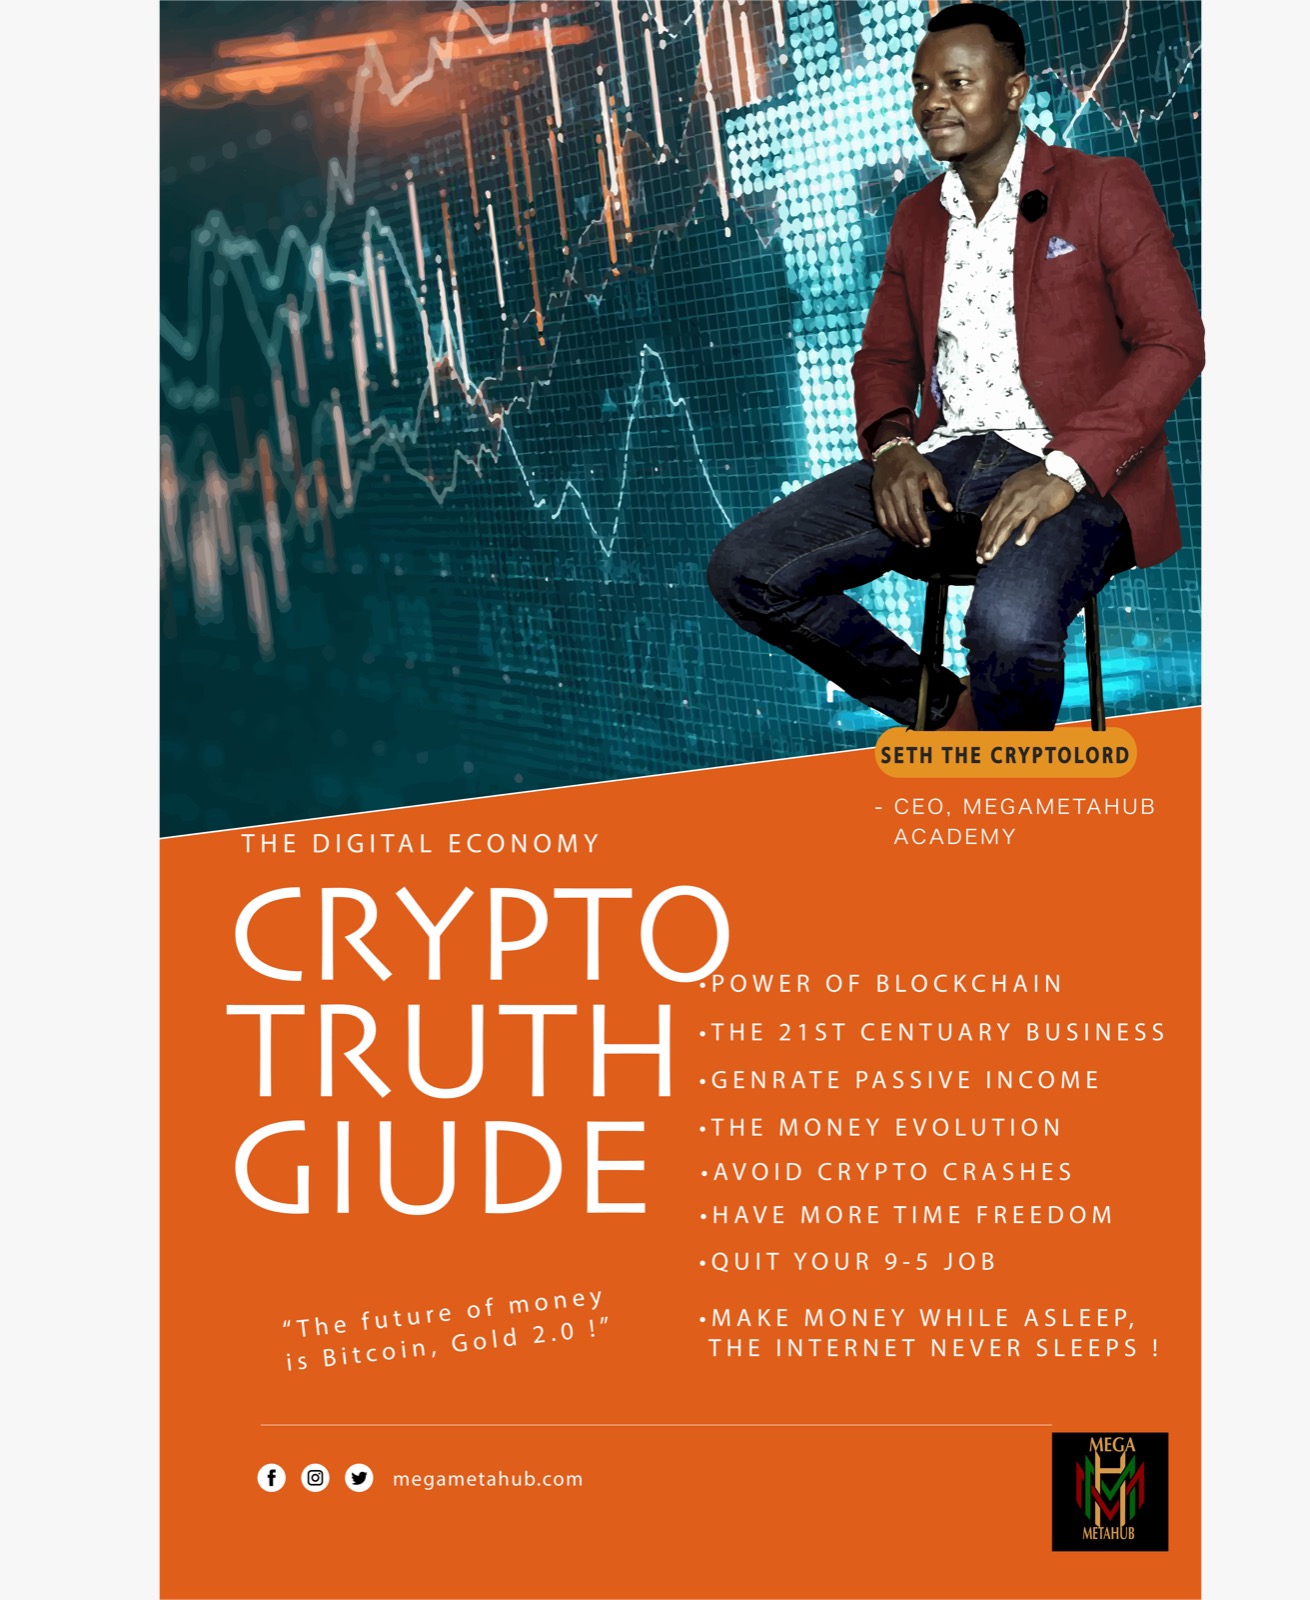 SETH THE CRYPTOLORD
- CEO, MEGAMETAHUB
ACADEMY
THE DIGITAL ECONOMY
CRYPTO
TRUTH
GIUDE
•POWER OF BLOCKCHAIN
•THE 21ST CENTUARY BUSINESS
•GENRATE PASSIVE INCOME
•THE MONEY EVOLUTION
•AVOID CRYPTO CRASHES
•HAVE MORE TIME FREEDOM
•QUIT YOUR 9-5 JOB
•MAKE MONEY WHILE ASLEEP,
THE INTERNET NEVER SLEEPS !
“The future of money
is Bitcoin, Gold 2.0 !”
megametahub.com
MEGA
METAHUB